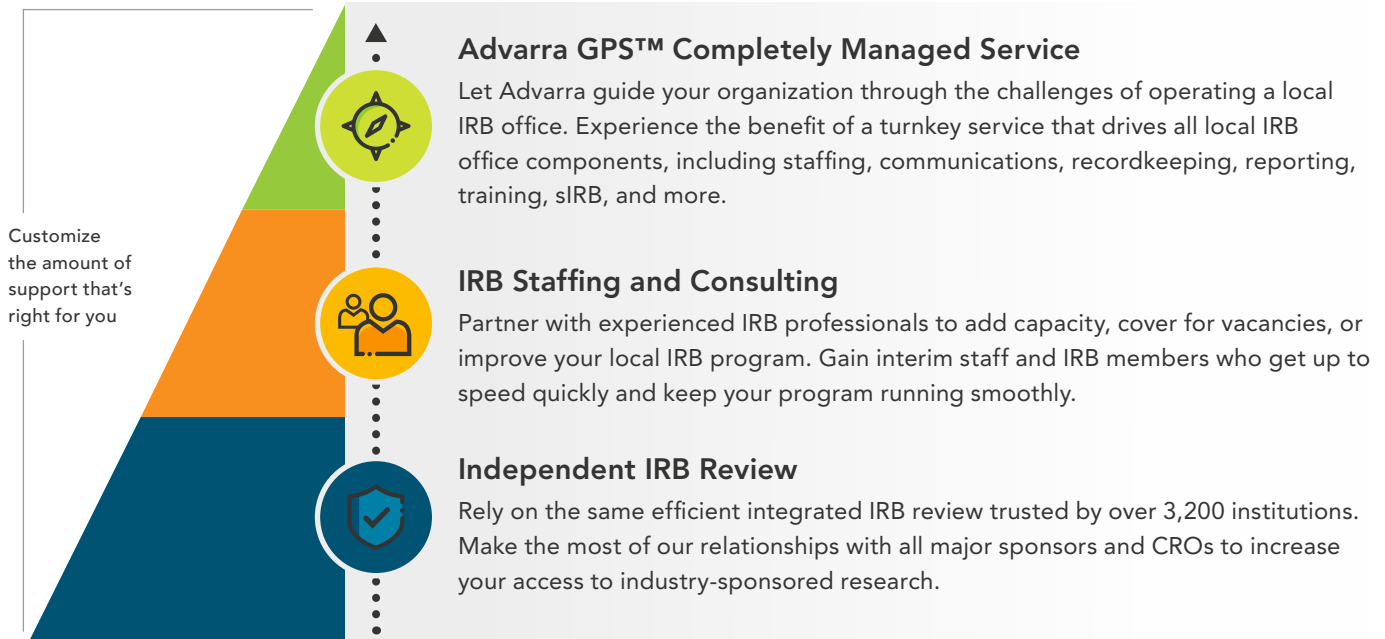 Customize
the amount of
support that's
right for you
Advarra GPS™ Completely Managed Service
Let Advarra guide your organization through the challenges of operating a local
IRB office. Experience the benefit of a turnkey service that drives all local IRB
office components, including staffing, communications, recordkeeping, reporting,
training, sIRB, and more.
IRB Staffing and Consulting
Partner with experienced IRB professionals to add capacity, cover for vacancies, or
improve your local IRB program. Gain interim staff and IRB members who get up to
speed quickly and keep your program running smoothly.
Independent IRB Review
Rely on the same efficient integrated IRB review trusted by over 3,200 institutions.
Make the most of our relationships with all major sponsors and CROs to increase
your access to industry-sponsored research.